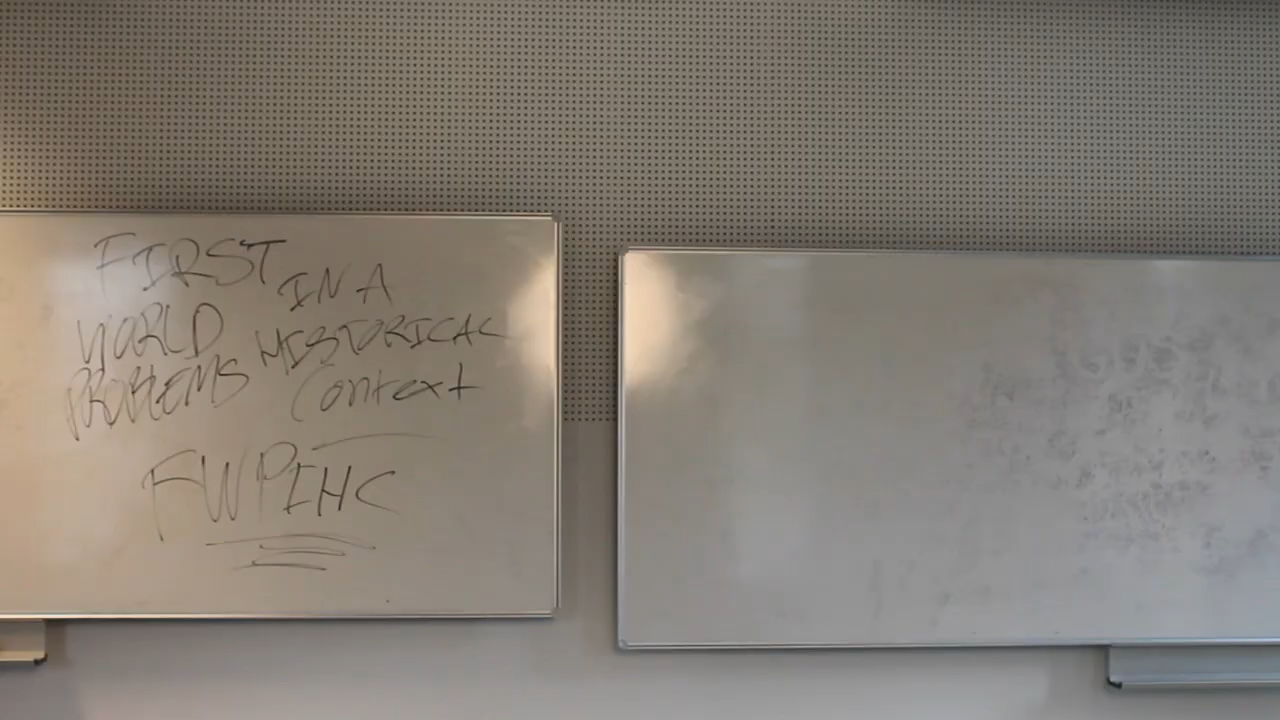 FIRST
WORLD
PROBLEMS
IN A
HISTORICAL
Context
FWPIHC